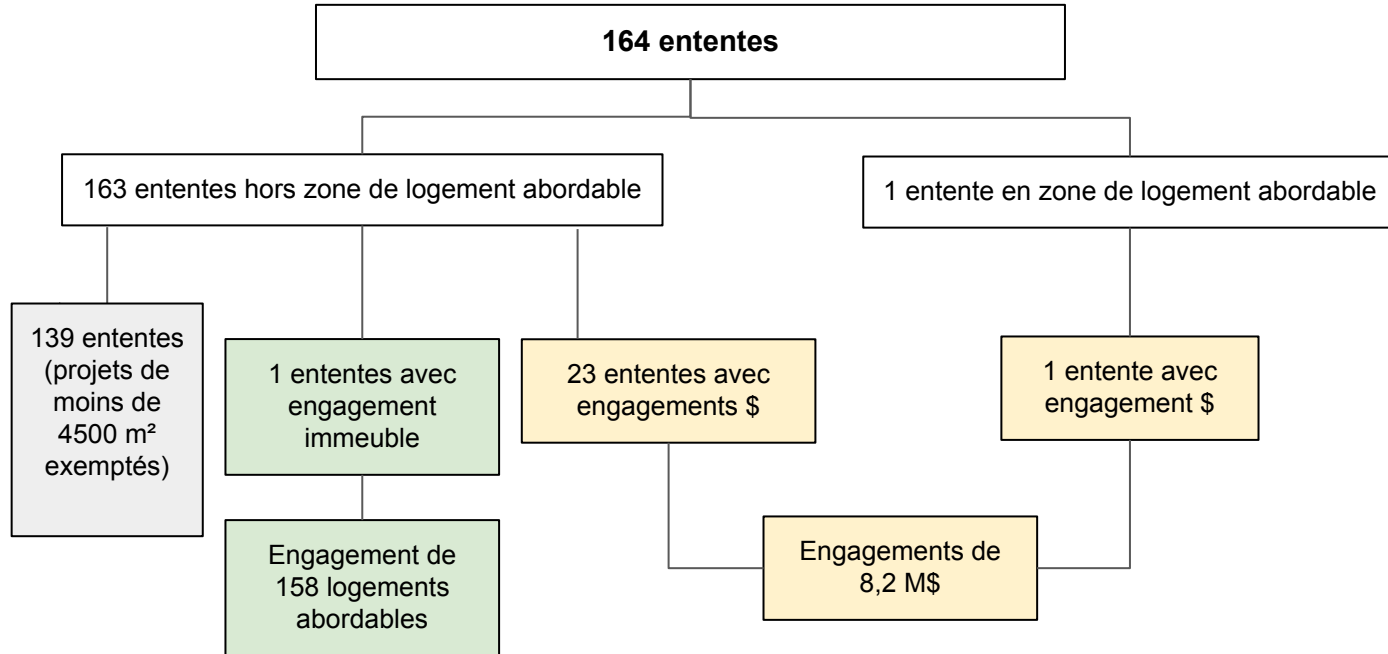 164 ententes
163 ententes hors zone de logement abordable
1 entente en zone de logement abordable
139 ententes
(projets de
moins de
4500 m²
exemptés)
1 ententes avec
engagement
immeuble
23 ententes avec
engagements $
1 entente avec
engagement $
Engagement de
158 logements
abordables
Engagements de
8,2 M$